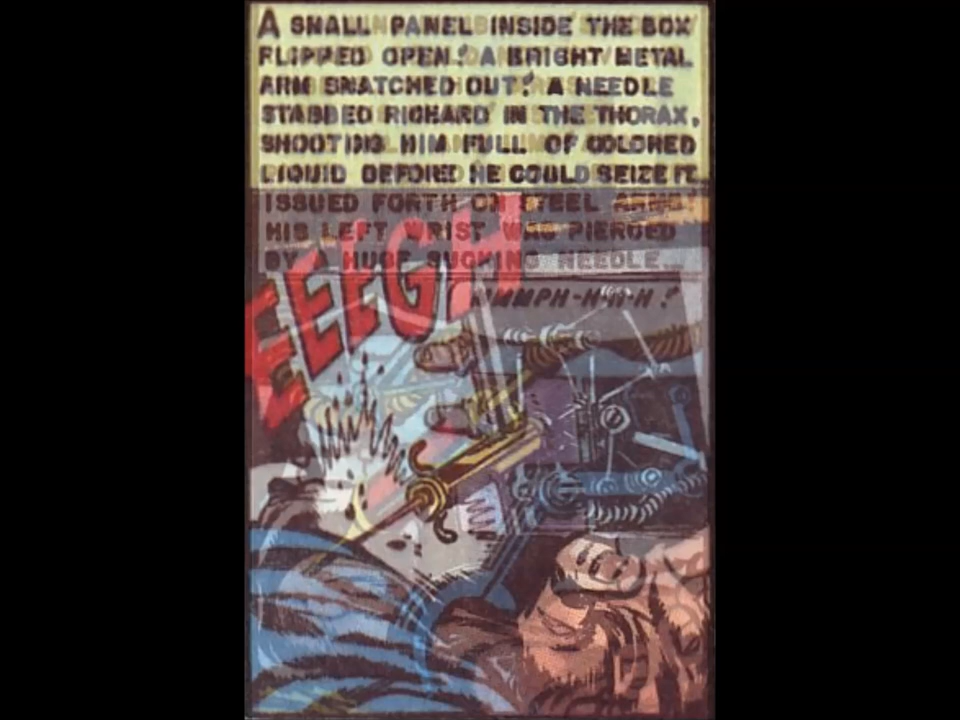 A SMALL PANEL INSIDE THE BOX
FLIPPED OPEN! A BRIGHT METAL
ARM SNATCHED OUT! A NEEDLE
STABBED RICHARD IN THE THORAX,
SHOOTING HIM FULL OF COLORED
LIQUID BEFORE HE COULD SEIZE IT
ISSUED FORTH ON STEEL ARMS!
HIS LEFT WRIST WAS PIERCED
BY A HUGE SUCKING NEEDLE...
EEEGH